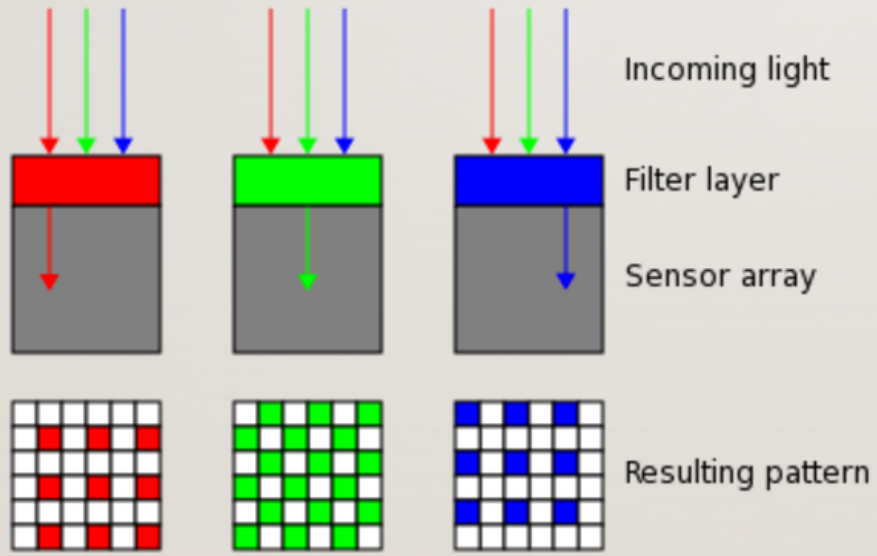 Incoming light
Filter layer
Sensor array
Resulting pattern